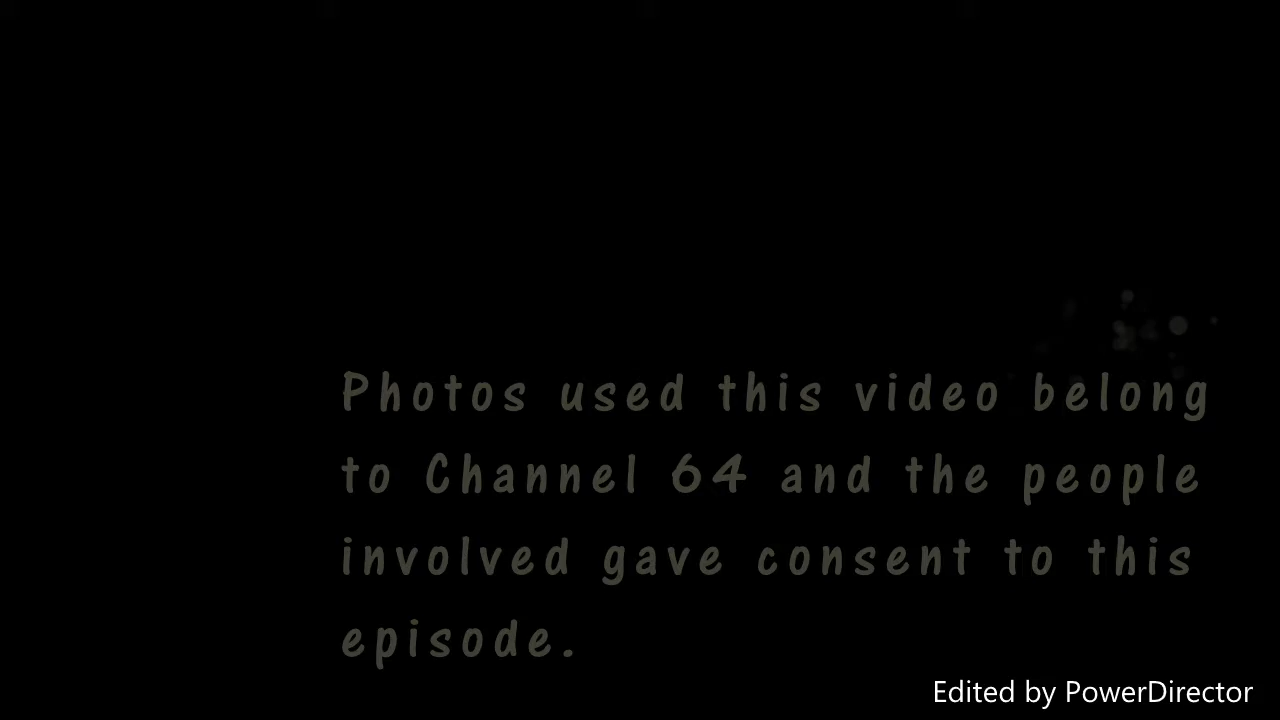 Photos used this video belong
to Channel 64 and the people
involved gave consent to this
episode.
Edited by PowerDirector